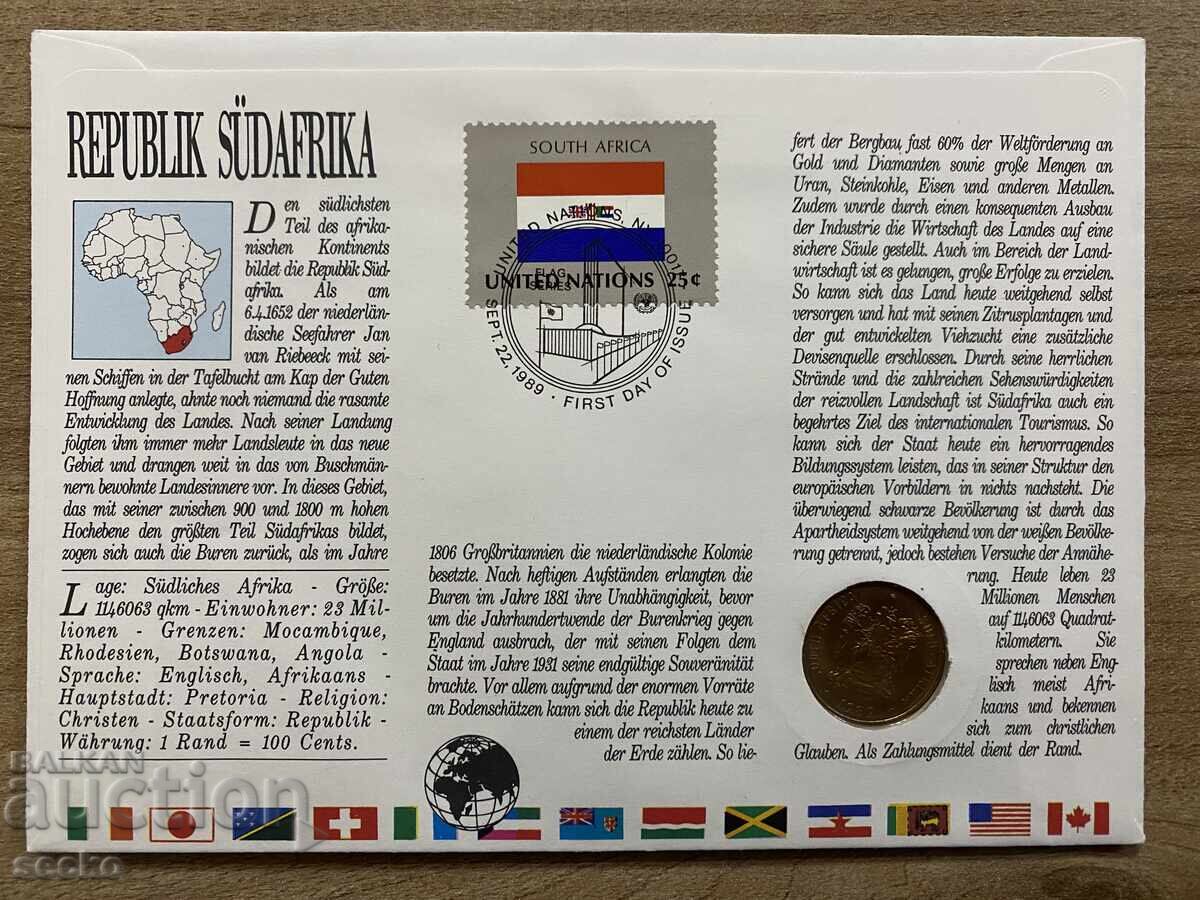 REPUBLIK SÜDAFRIKA
Den südlichsten
Teil des afrika-
nischen Kontinents
bildet die Republik Süd-
afrika. Als am
6.4.1652 der niederlän-
dische Seefahrer Jan
van Riebeeck mit sei-
nen Schiffen in der Tafelbucht am Kap der Guten
Hoffnung anlegte, ahnte noch niemand die rasante
Entwicklung des Landes. Nach seiner Landung
folgten ihm immer mehr Landsleute in das neue
Gebiet und drangen weit in das von Buschmän-
nern bewohnte Landesinnere vor. In dieses Gebiet,
das mit seiner zwischen 900 und 1800 m hohen
Hochebene den größten Teil Südafrikas bildet,
zogen sich auch die Buren zurück, als im Jahre
Lage: Südliches Afrika - Größe:
1146063 qkm - Einwohner: 23 Mil-
lionen - Grenzen: Mocambique,
Rhodesien, Botswana, Angola -
Sprache: Englisch, Afrikaans -
Hauptstadt: Pretoria - Religion:
Christen - Staatsform: Republik -
Währung: 1 Rand = 100 Cents.
SOUTH AFRICA
UNITED NATIONS 25¢
UNITED NATIONS, NY 10017
FLAG
SERIES
SEPT. 22, 1989 · FIRST DAY OF ISSUE
1806 Großbritannien die niederländische Kolonie
besetzte. Nach heftigen Aufständen erlangten die
Buren im Jahre 1881 ihre Unabhängigkeit, bevor
um die Jahrhundertwende der Burenkrieg gegen
England ausbrach, der mit seinen Folgen dem
Staat im Jahre 1931 seine endgültige Souveränität
brachte. Vor allem aufgrund der enormen Vorräte
an Bodenschätzen kann sich die Republik heute zu
einem der reichsten Länder
der Erde zählen. So lie-
fert der Bergbau, fast 60% der Weltförderung an
Gold und Diamanten sowie große Mengen an
Uran, Steinkohle, Eisen und anderen Metallen.
Zudem wurde durch einen konsequenten Ausbau
der Industrie die Wirtschaft des Landes auf eine
sichere Säule gestellt. Auch im Bereich der Land-
wirtschaft ist es gelungen, große Erfolge zu erzielen.
So kann sich das Land heute weitgehend selbst
versorgen und hat mit seinen Zitrusplantagen und
der gut entwickelten Viehzucht eine zusätzliche
Devisenquelle erschlossen. Durch seine herrlichen
Strände und die zahlreichen Sehenswürdigkeiten
der reizvollen Landschaft ist Südafrika auch ein
begehrtes Ziel des internationalen Tourismus. So
kann sich der Staat heute ein hervorragendes
Bildungssystem leisten, das in seiner Struktur den
europäischen Vorbildern in nichts nachsteht. Die
überwiegend schwarze Bevölkerung ist durch das
Apartheidsystem weitgehend von der weißen Bevölke-
rung getrennt, jedoch bestehen Versuche der Annähe-
rung. Heute leben 23
Millionen Menschen
auf 1146063 Quadrat-
kilometern. Sie
sprechen neben Eng-
lisch meist Afri-
kaans und bekennen
sich zum christlichen
Glauben. Als Zahlungsmittel dient der Rand.
BALKAN
auction
secko